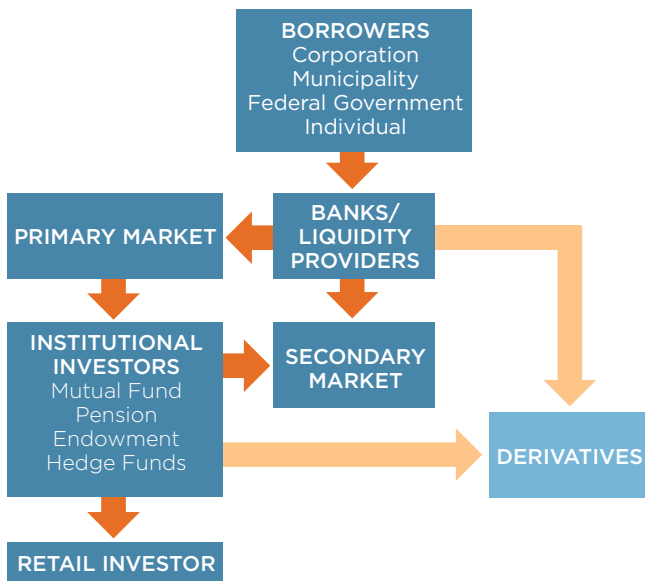 BORROWERS
Corporation
Municipality
Federal Government
Individual
PRIMARY MARKET
BANKS/
LIQUIDITY
PROVIDERS
INSTITUTIONAL
INVESTORS
Mutual Fund
Pension
Endowment
Hedge Funds
SECONDARY
MARKET
DERIVATIVES
RETAIL INVESTOR